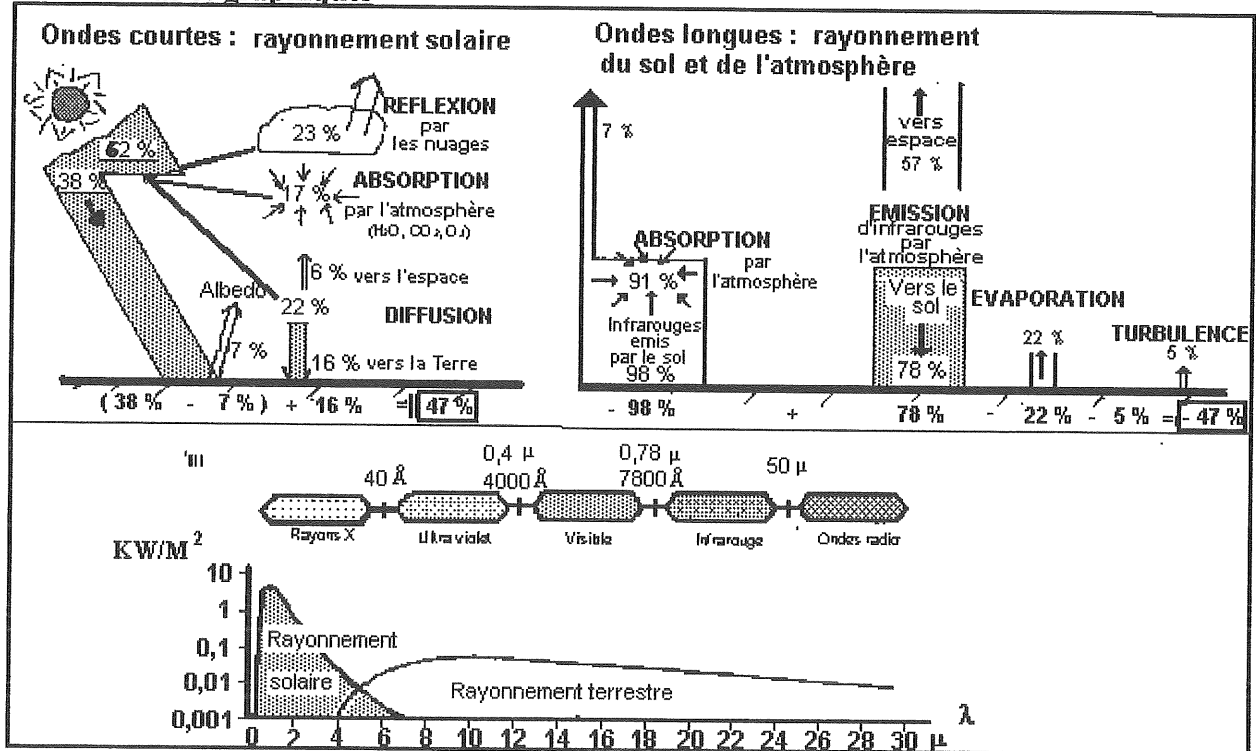 Ondes courtes : rayonnement solaire
62 %
38 %
23 %
REFLEXION
par
les nuages
17 %
ABSORPTION
par l'atmosphère
(H₂O, CO₂, O₃)
6 % vers l'espace
Albedo
22 %
DIFFUSION
7 %
16 % vers la Terre
( 38 % - 7 % ) + 16 % = 47 %
Ondes longues : rayonnement
du sol et de l'atmosphère
7 %
ABSORPTION
par
l'atmosphère
91 %
Infrarouges
emis
par le sol
98 %
vers
espace
57 %
EMISSION
d'infrarouges
par
l'atmosphère
Vers le
sol
78 %
EVAPORATION
22 %
TURBULENCE
5 %
- 98 % + 78 % - 22 % - 5 % = - 47 %
40 Å
0,4 µ
4000 Å
0,78 µ
7800 Å
50 µ
Rayons X
Ultra violet
Visible
Infrarouge
Ondes radio
KW/M²
10
1
0,1
0,01
0,001
Rayonnement
solaire
Rayonnement terrestre
λ
0 2 4 6 8 10 12 14 16 18 20 22 24 26 28 30 µ